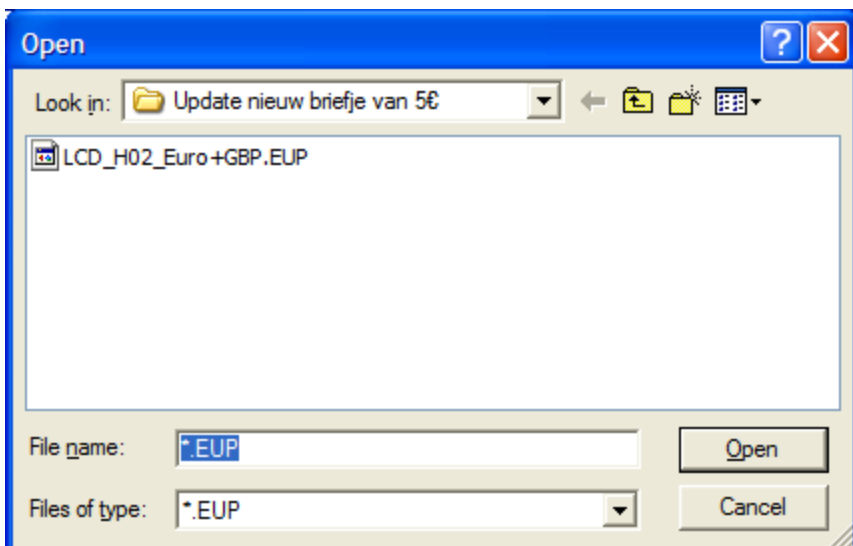 Open
Look in: Update nieuw briefje van 5€
LCD_H02_Euro+GBP.EUP
File name: *.EUP Open
Files of type: *.EUP Cancel